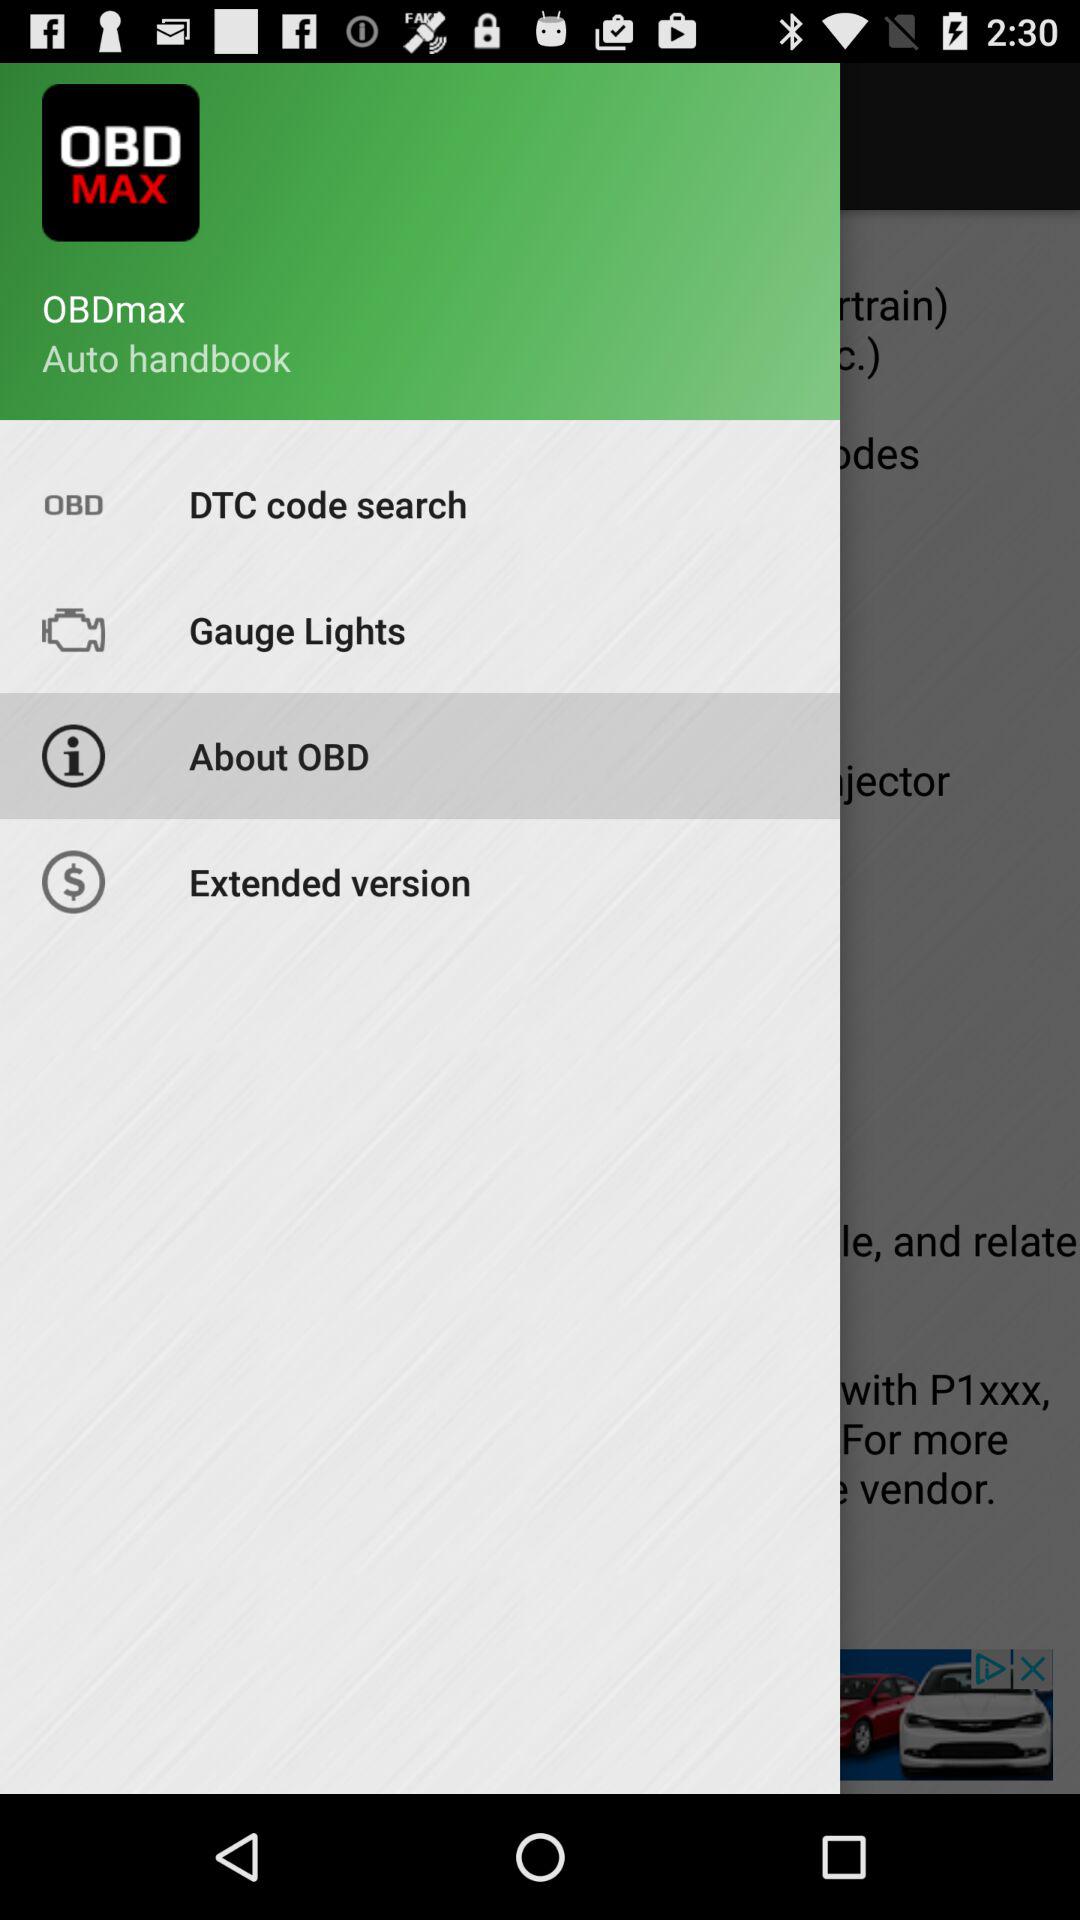 FAKE 2:30
OBD
MAX
OBDmax
Auto handbook
OBD DTC code search
Gauge Lights
About OBD
$ Extended version
rtrain)
c.)
odes
jector
le, and relate
with P1xxx,
For more
e vendor.